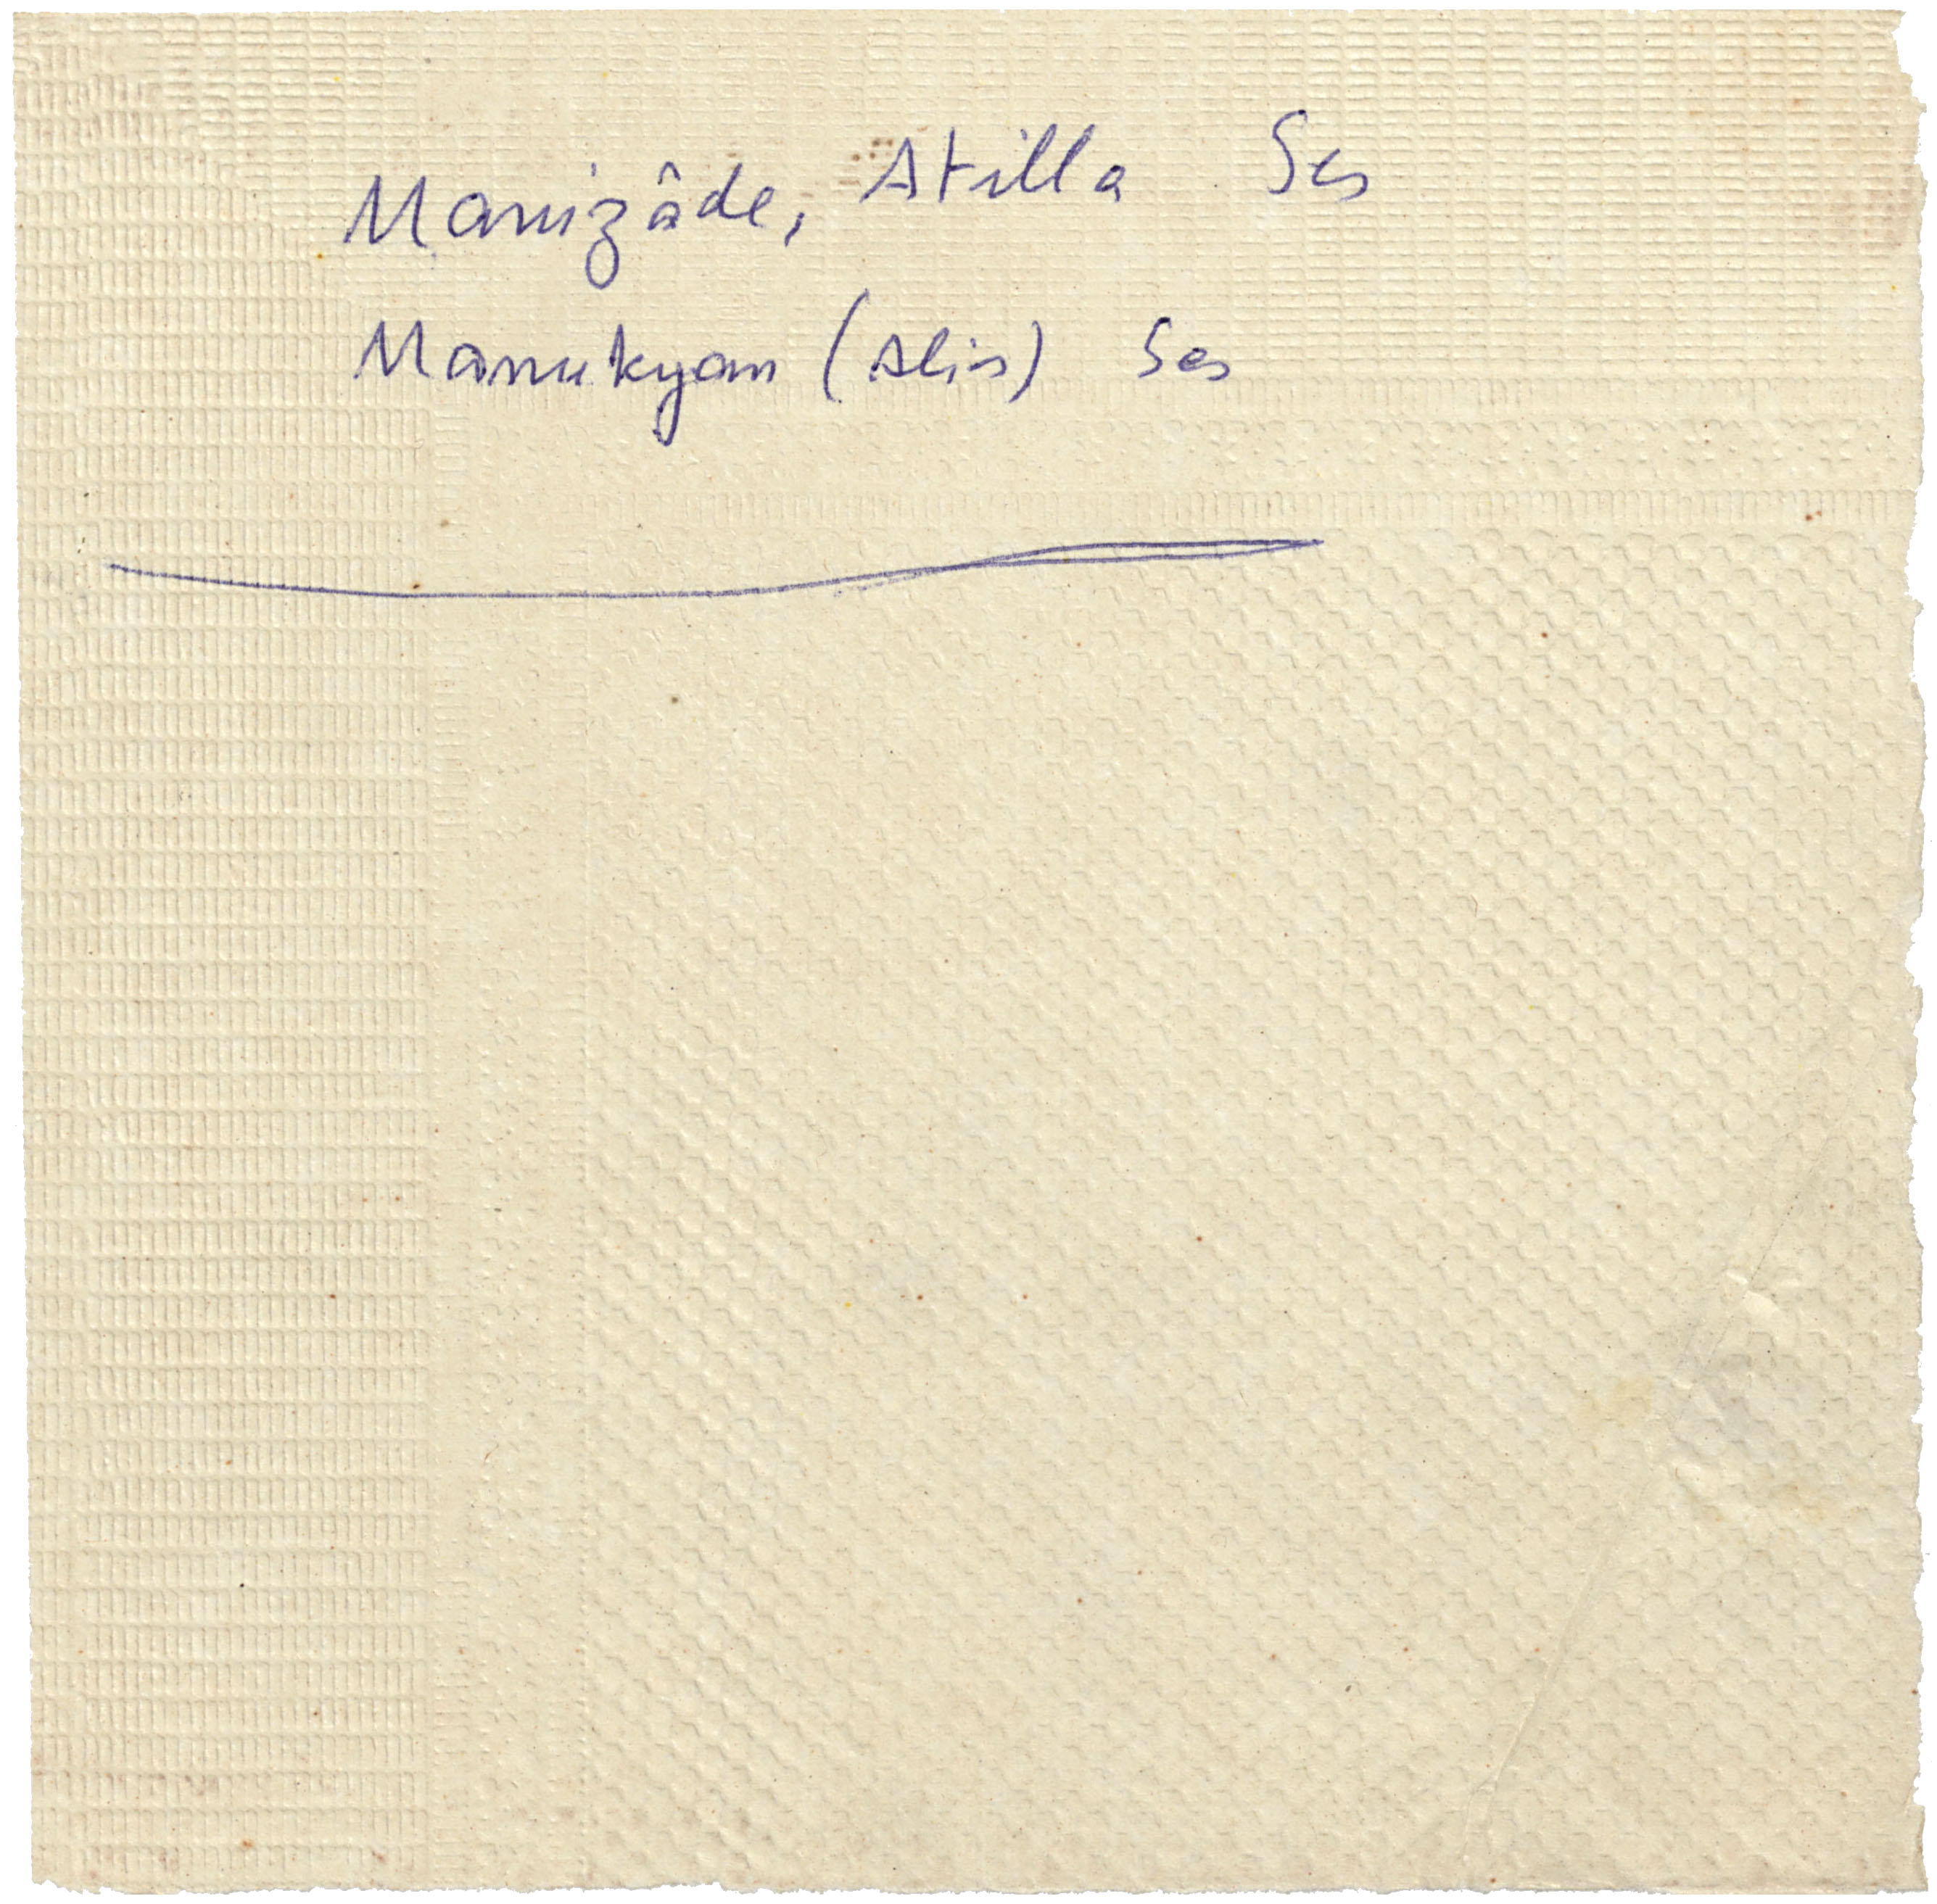 Manizâde, Atilla Ses
Manukyan (Alis) Ses